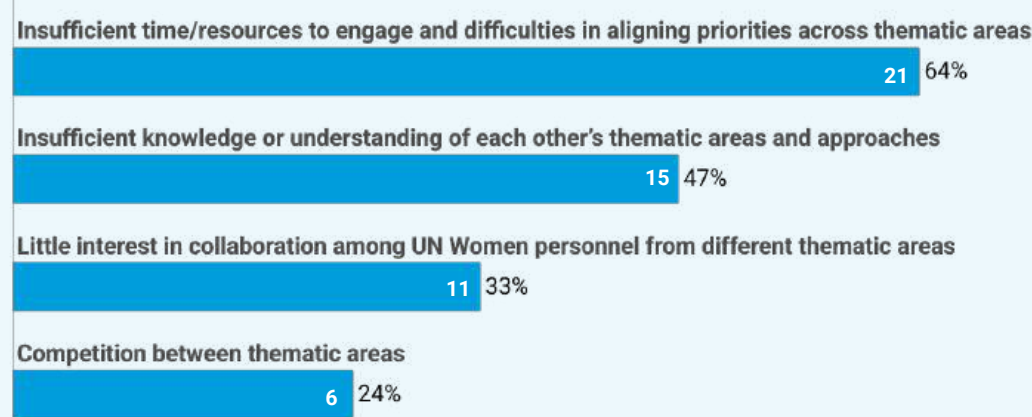 Insufficient time/resources to engage and difficulties in aligning priorities across thematic areas
21 64%
Insufficient knowledge or understanding of each other's thematic areas and approaches
15 47%
Little interest in collaboration among UN Women personnel from different thematic areas
11 33%
Competition between thematic areas
6 24%